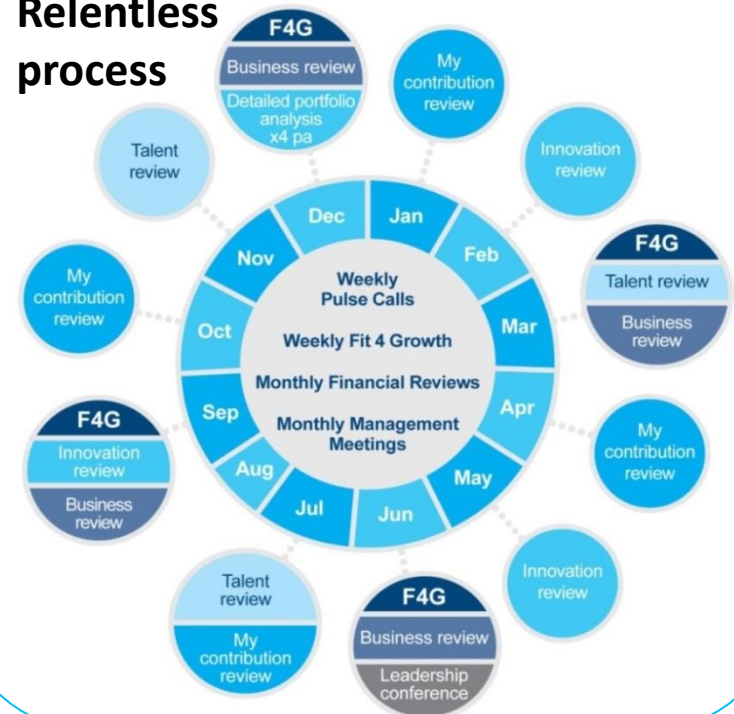 Relentless
process
F4G
Business review
Detailed portfolio
analysis
x4 pa
My
contribution
review
Innovation
review
F4G
Talent review
Business
review
My
contribution
review
Innovation
review
F4G
Business review
Leadership
conference
Talent
review
My
contribution
review
F4G
Innovation
review
Business
review
My
contribution
review
Talent
review
Jan
Feb
Mar
Apr
May
Jun
Jul
Aug
Sep
Oct
Nov
Dec
Weekly
Pulse Calls
Weekly Fit 4 Growth
Monthly Financial Reviews
Monthly Management
Meetings